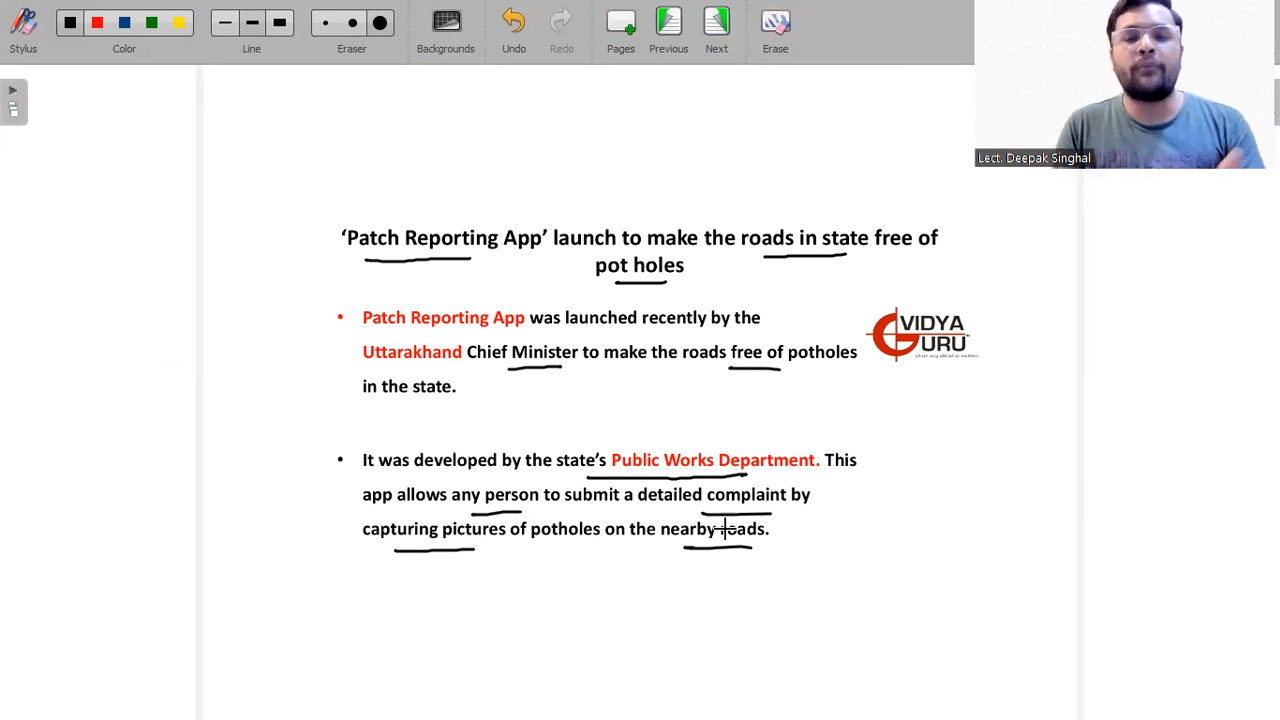 Stylus
Color
Line
Eraser
Backgrounds
Undo
Redo
Pages
Previous
Next
Erase
Lect. Deepak Singhal
‘Patch Reporting App’ launch to make the roads in state free of
pot holes
• Patch Reporting App was launched recently by the
Uttarakhand Chief Minister to make the roads free of potholes
in the state.
VIDYA
GURU
• It was developed by the state’s Public Works Department. This
app allows any person to submit a detailed complaint by
capturing pictures of potholes on the nearby roads.